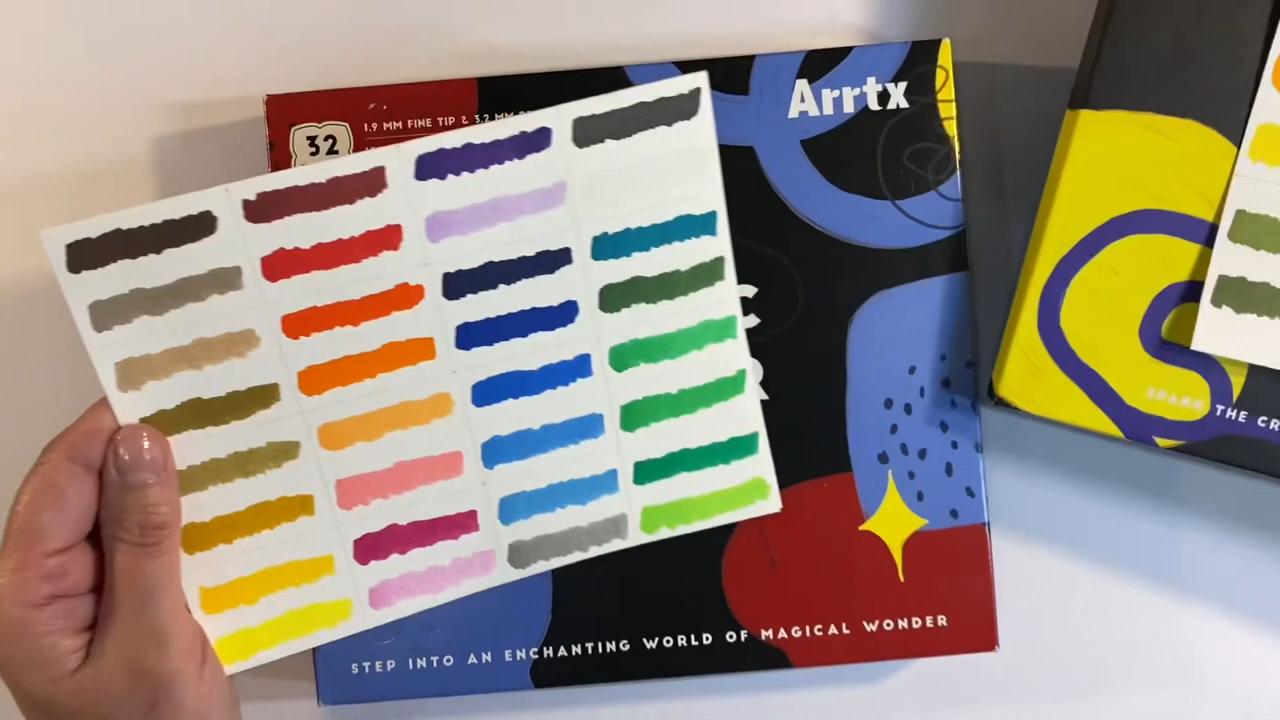 Arrtx
1.9 MM FINE TIP & 3.2 MM
32
STEP INTO AN ENCHANTING WORLD OF MAGICAL WONDER
SPARK THE